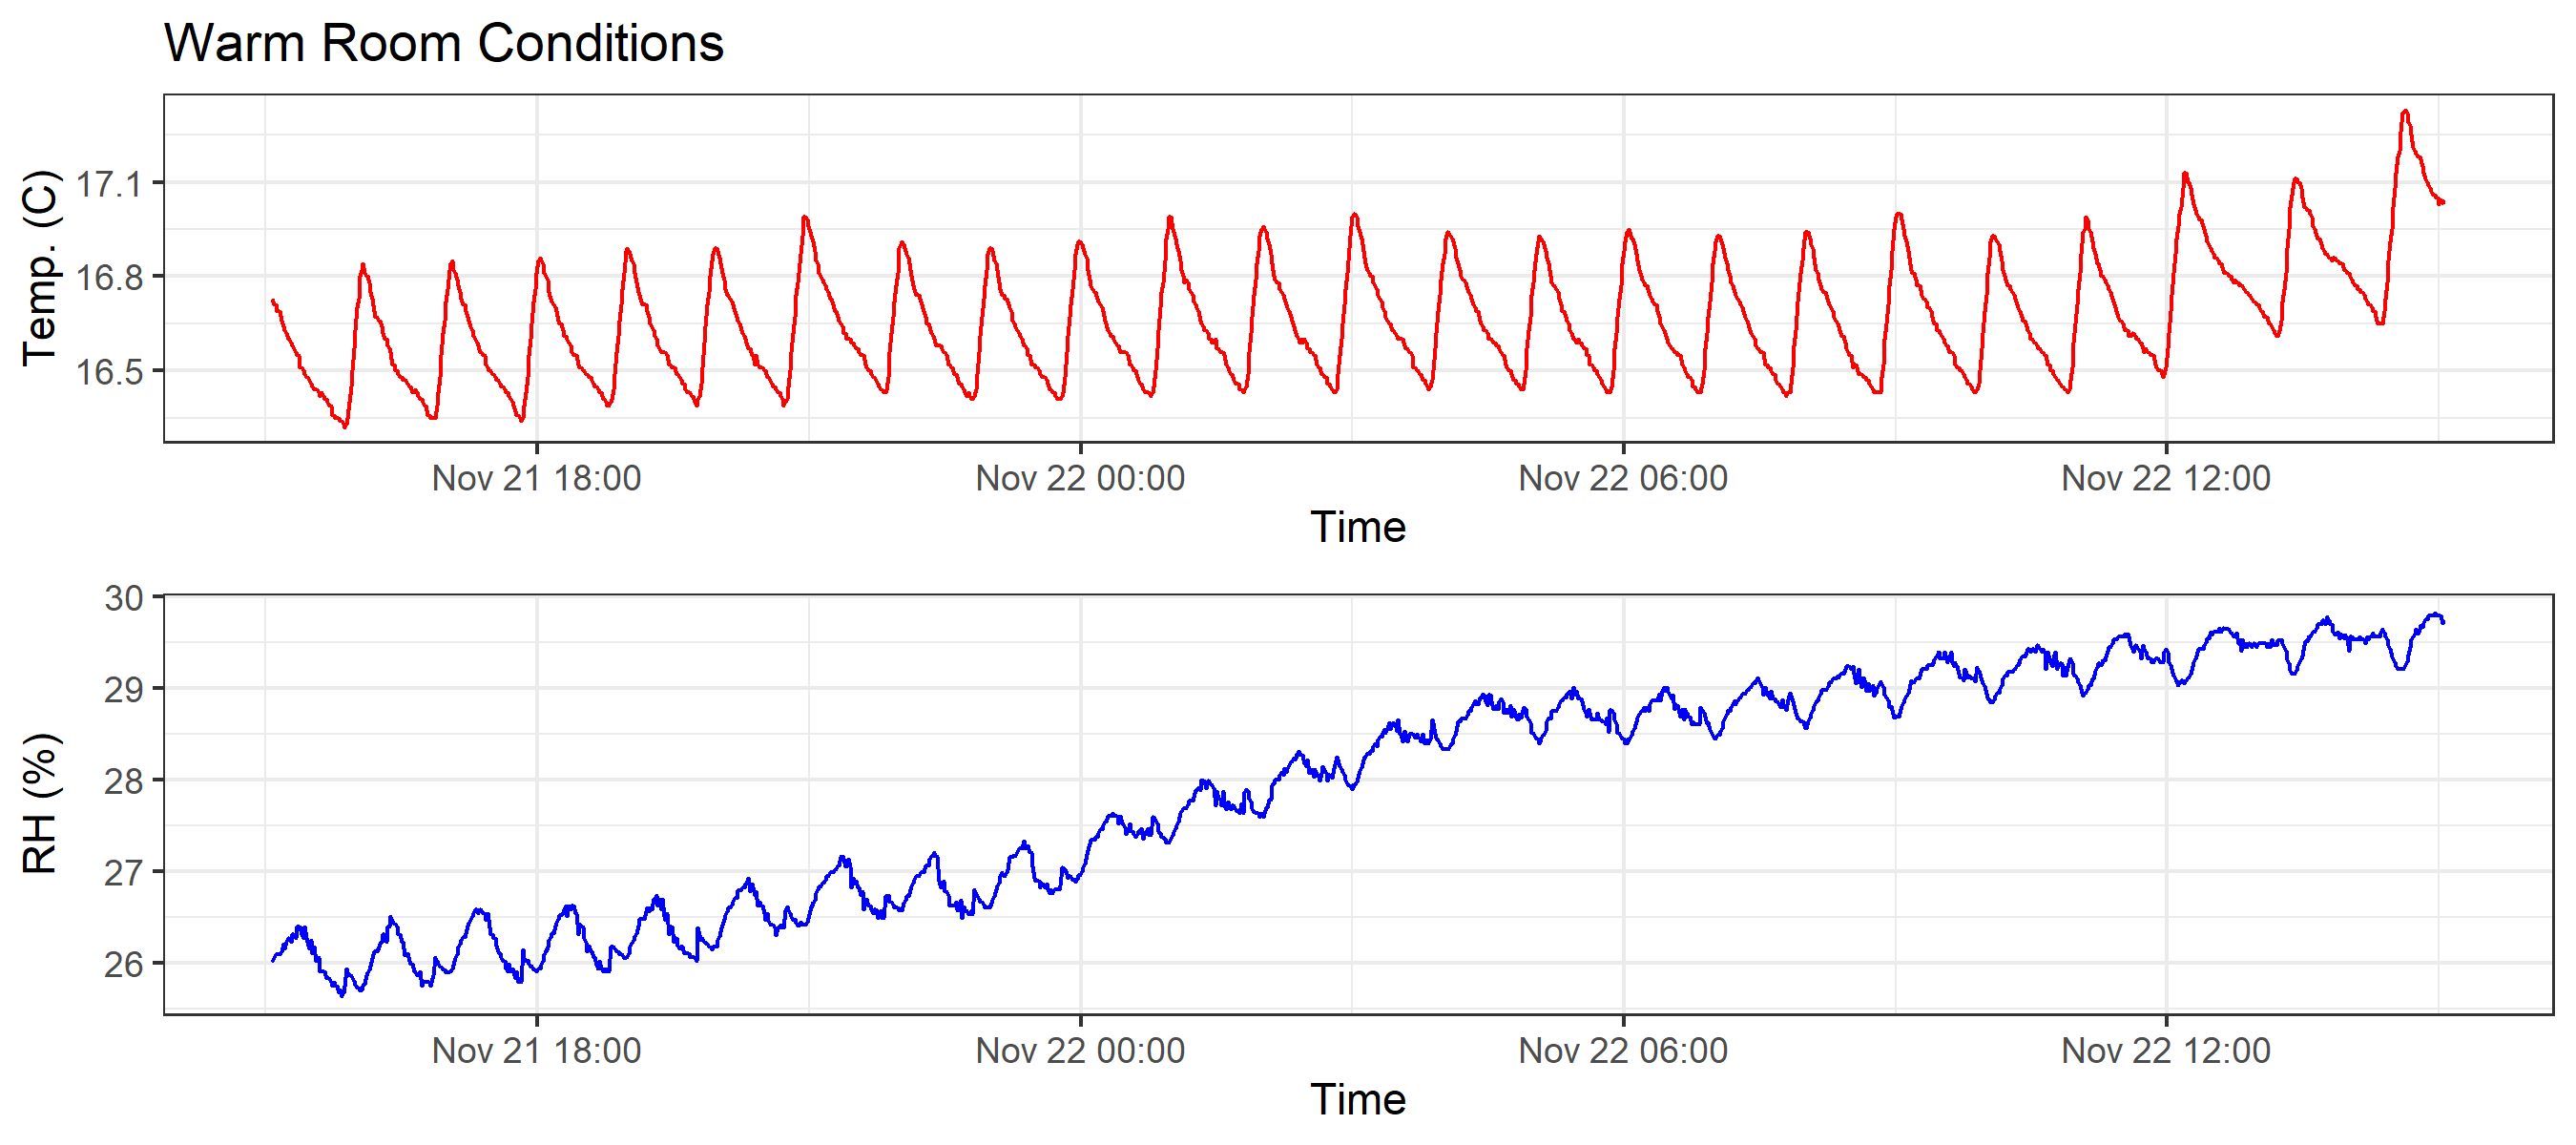 Warm Room Conditions
Temp. (C)
17.1
16.8
16.5
Nov 21 18:00 Nov 22 00:00 Nov 22 06:00 Nov 22 12:00
Time
RH (%)
30
29
28
27
26
Nov 21 18:00 Nov 22 00:00 Nov 22 06:00 Nov 22 12:00
Time